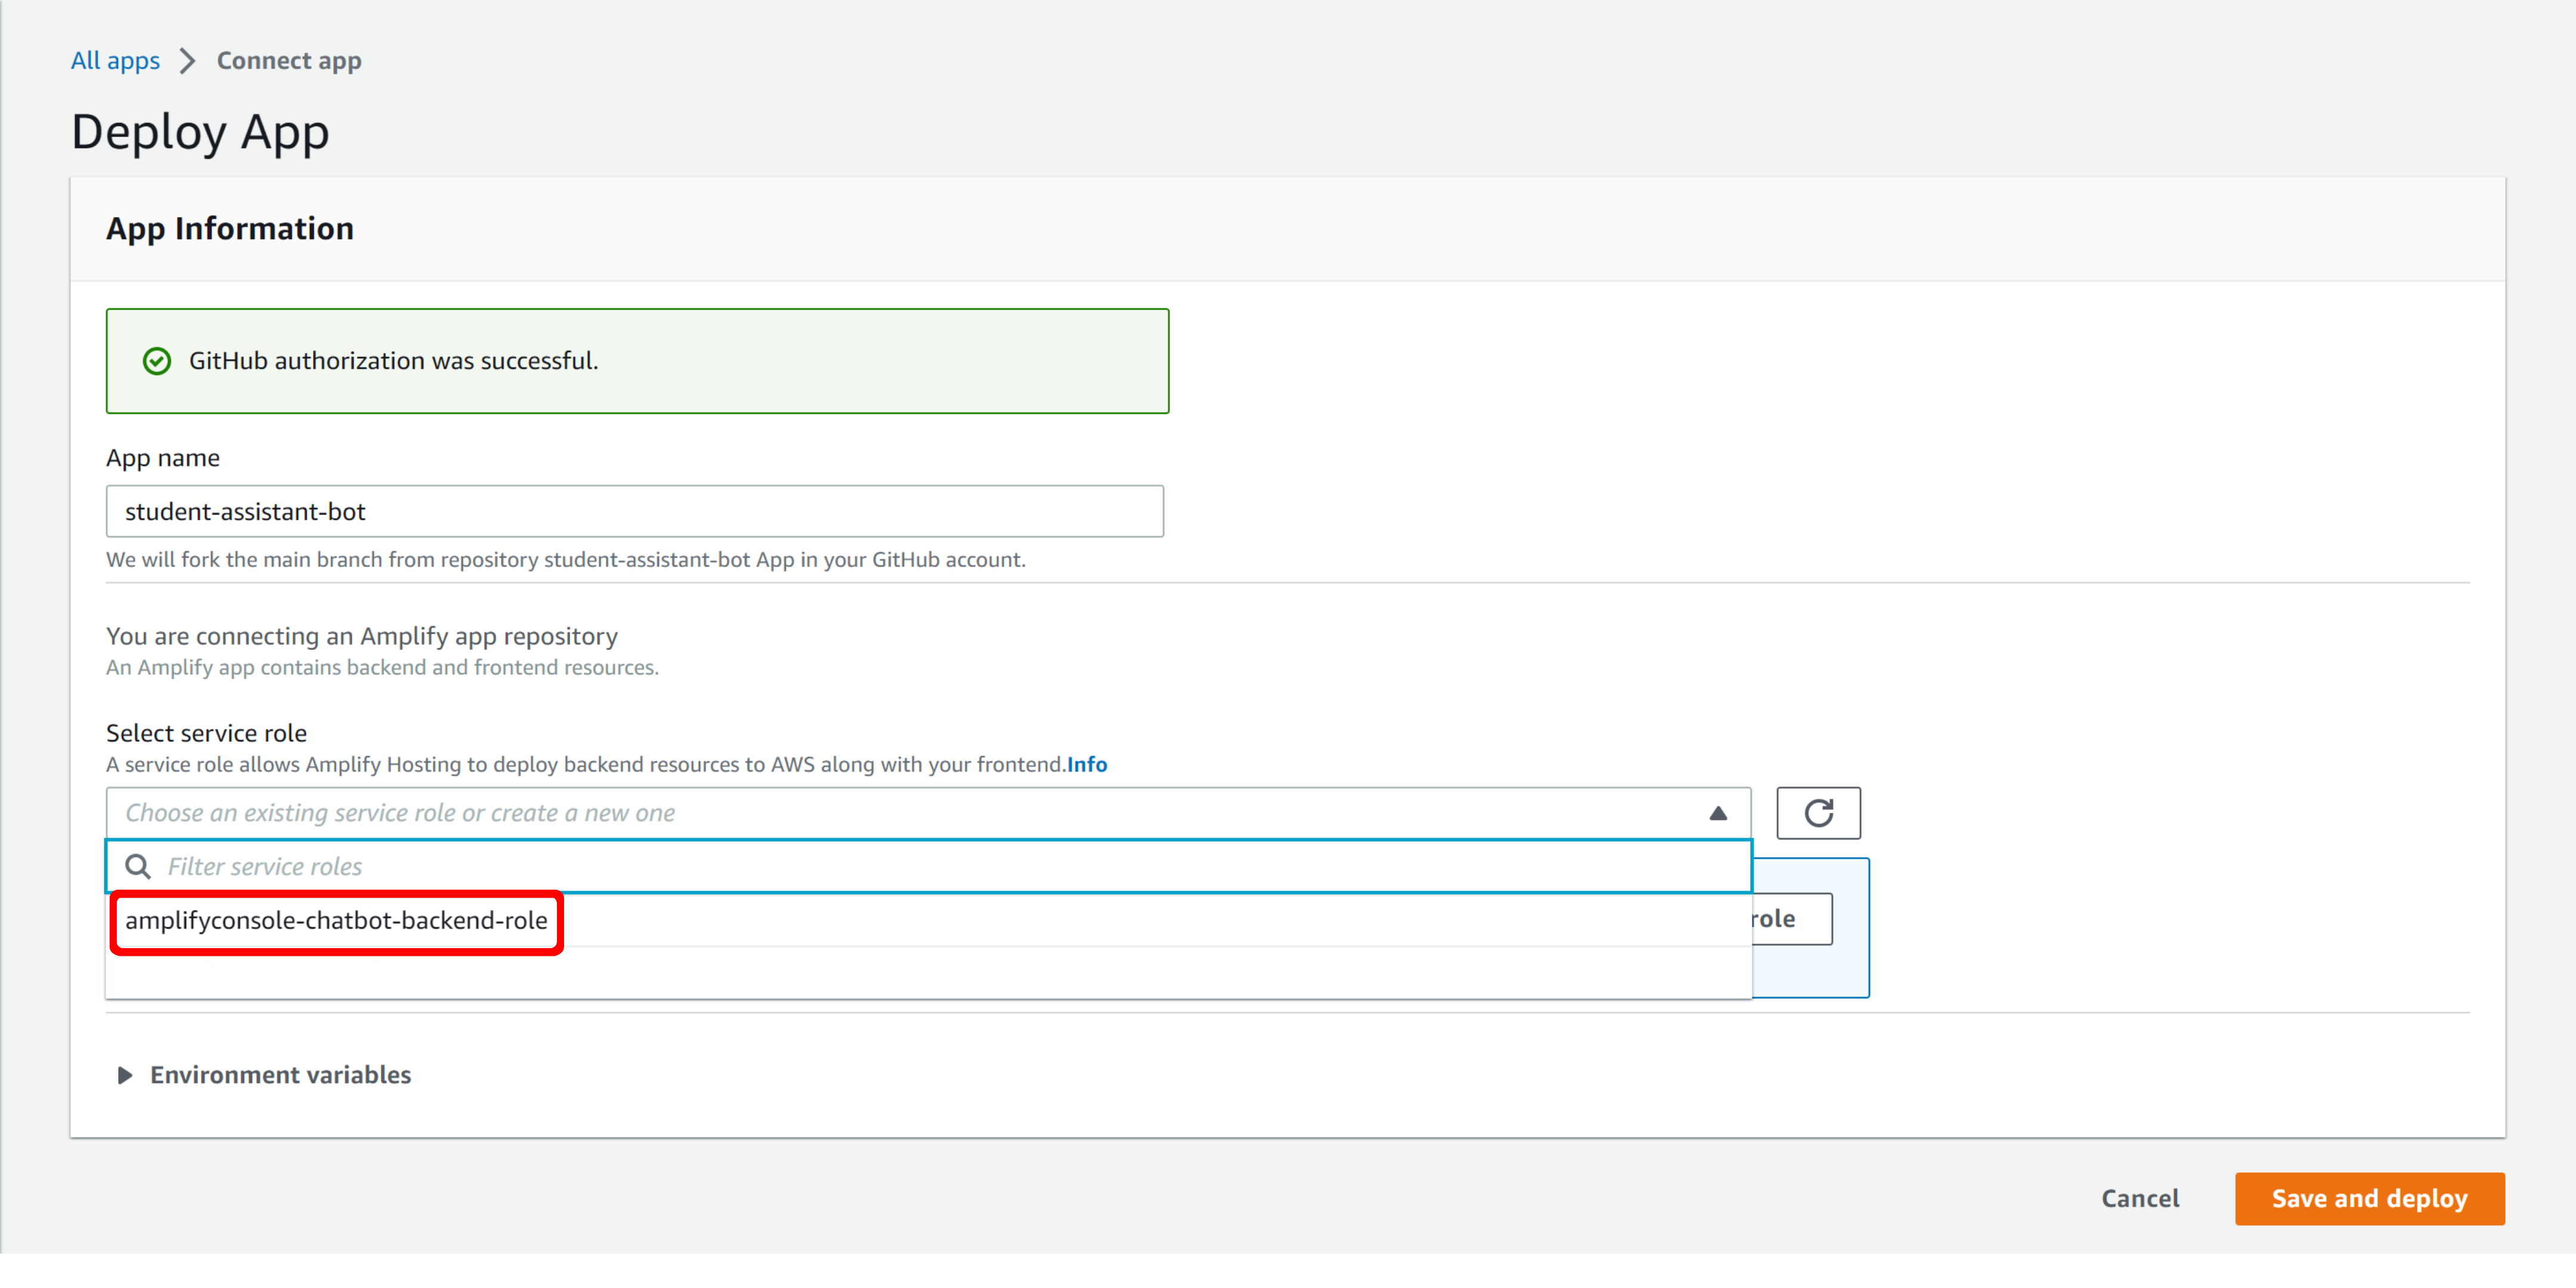 All apps > Connect app
Deploy App
App Information
GitHub authorization was successful.
App name
student-assistant-bot
We will fork the main branch from repository student-assistant-bot App in your GitHub account.
You are connecting an Amplify app repository
An Amplify app contains backend and frontend resources.
Select service role
A service role allows Amplify Hosting to deploy backend resources to AWS along with your frontend.Info
Choose an existing service role or create a new one
Filter service roles
amplifyconsole-chatbot-backend-role
role
Environment variables
Cancel Save and deploy